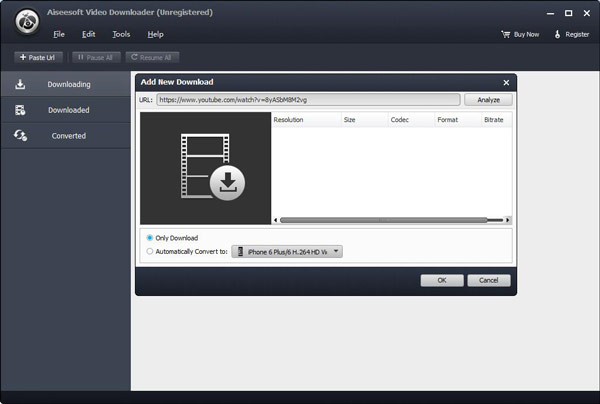 Aiseesoft Video Downloader (Unregistered)
File Edit Tools Help
Buy Now Register
Paste Url Pause All Resume All
Downloading
Downloaded
Converted
Add New Download
URL: https://www.youtube.com/watch?v=8yASbM8M2vg Analyze
Resolution Size Codec Format Bitrate
Only Download
Automatically Convert to: iPhone 6 Plus/6 H.264 HD
OK Cancel